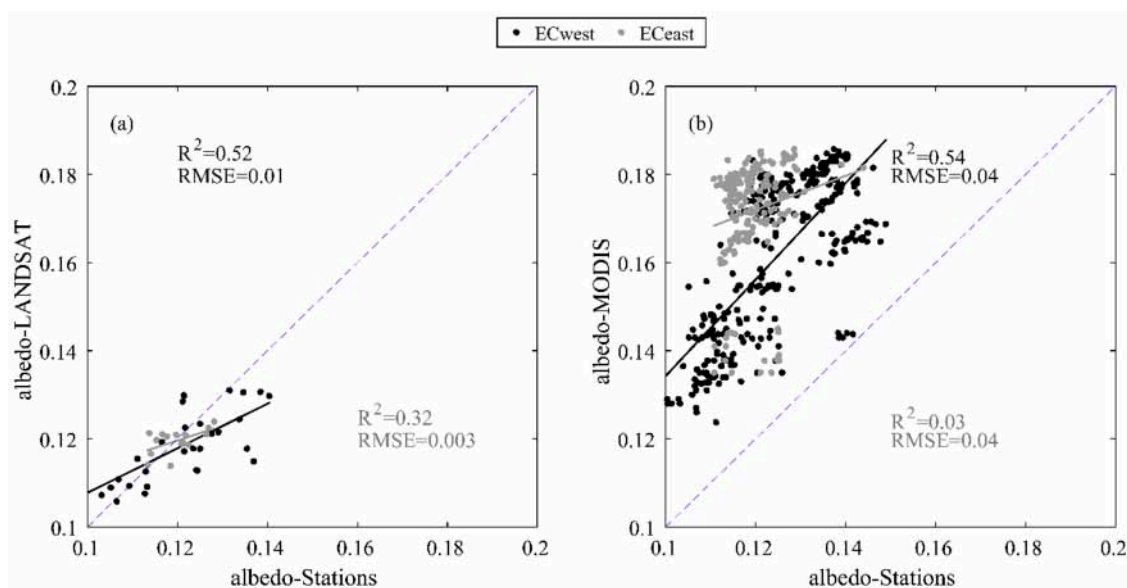 ECwest ECeast
(a)
R²=0.52
RMSE=0.01
R²=0.32
RMSE=0.003
albedo-LANDSAT
0.2
0.18
0.16
0.14
0.12
0.1
0.1 0.12 0.14 0.16 0.18 0.2
albedo-Stations
(b)
R²=0.54
RMSE=0.04
R²=0.03
RMSE=0.04
albedo-MODIS
0.2
0.18
0.16
0.14
0.12
0.1
0.1 0.12 0.14 0.16 0.18 0.2
albedo-Stations